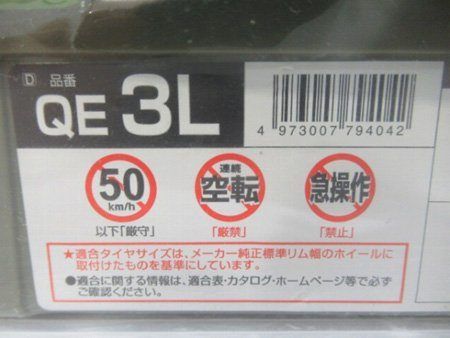 D 品番
QE 3L
4 973007 794042
50
km/h
以下「厳守」
連続
空転
「厳禁」
急操作
「禁止」
★適合タイヤサイズは、メーカー純正標準リム幅のホイールに
取付けたものを基準にしています。
●適合に関する情報は、適合表・カタログ・ホームページ等で必ず
ご確認ください。